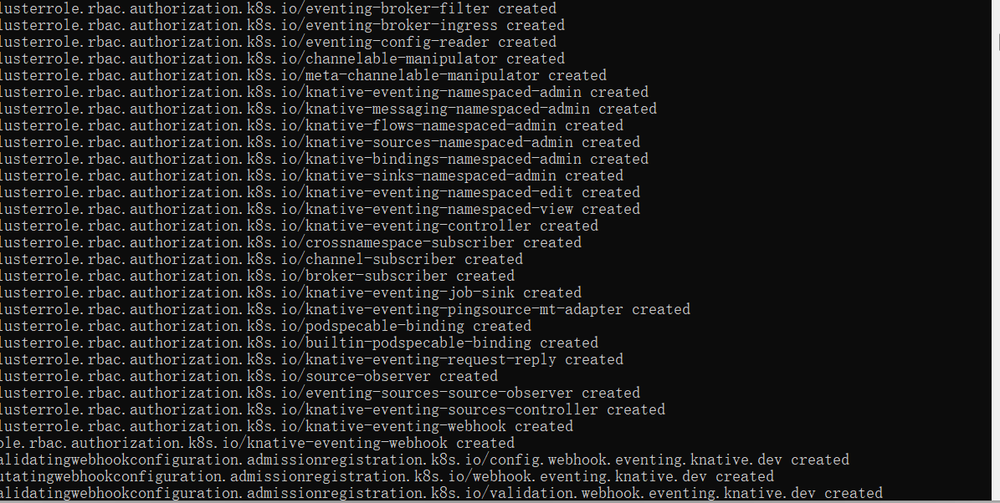 lusterrole.rbac.authorization.k8s.io/eventing-broker-filter created
lusterrole.rbac.authorization.k8s.io/eventing-broker-ingress created
lusterrole.rbac.authorization.k8s.io/eventing-config-reader created
lusterrole.rbac.authorization.k8s.io/channelable-manipulator created
lusterrole.rbac.authorization.k8s.io/meta-channelable-manipulator created
lusterrole.rbac.authorization.k8s.io/knative-eventing-namespaced-admin created
lusterrole.rbac.authorization.k8s.io/knative-messaging-namespaced-admin created
lusterrole.rbac.authorization.k8s.io/knative-flows-namespaced-admin created
lusterrole.rbac.authorization.k8s.io/knative-sources-namespaced-admin created
lusterrole.rbac.authorization.k8s.io/knative-bindings-namespaced-admin created
lusterrole.rbac.authorization.k8s.io/knative-sinks-namespaced-admin created
lusterrole.rbac.authorization.k8s.io/knative-eventing-namespaced-edit created
lusterrole.rbac.authorization.k8s.io/knative-eventing-namespaced-view created
lusterrole.rbac.authorization.k8s.io/knative-eventing-controller created
lusterrole.rbac.authorization.k8s.io/crossnamespace-subscriber created
lusterrole.rbac.authorization.k8s.io/channel-subscriber created
lusterrole.rbac.authorization.k8s.io/broker-subscriber created
lusterrole.rbac.authorization.k8s.io/knative-eventing-job-sink created
lusterrole.rbac.authorization.k8s.io/knative-eventing-pingsource-mt-adapter created
lusterrole.rbac.authorization.k8s.io/podspecable-binding created
lusterrole.rbac.authorization.k8s.io/builtin-podspecable-binding created
lusterrole.rbac.authorization.k8s.io/knative-eventing-request-reply created
lusterrole.rbac.authorization.k8s.io/source-observer created
lusterrole.rbac.authorization.k8s.io/eventing-sources-source-observer created
lusterrole.rbac.authorization.k8s.io/knative-eventing-sources-controller created
lusterrole.rbac.authorization.k8s.io/knative-eventing-webhook created
ole.rbac.authorization.k8s.io/knative-eventing-webhook created
alidatingwebhookconfiguration.admissionregistration.k8s.io/config.webhook.eventing.knative.dev created
utatingwebhookconfiguration.admissionregistration.k8s.io/webhook.eventing.knative.dev created
alidatingwebhookconfiguration.admissionregistration.k8s.io/validation.webhook.eventing.knative.dev created